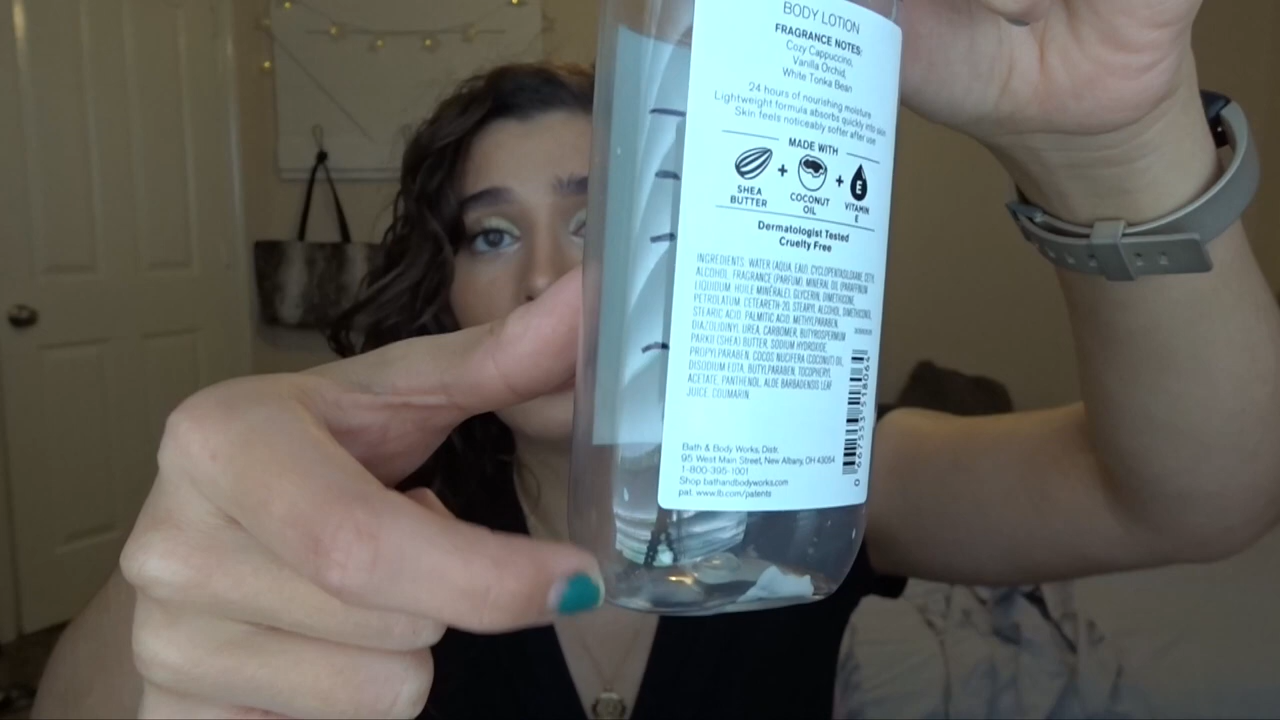 BODY LOTION
FRAGRANCE NOTES:
Cozy Cappuccino,
Vanilla Orchid,
White Tonka Bean
24 hours of nourishing moisture
Lightweight formula absorbs quickly into skin
Skin feels noticeably softer after use
MADE WITH
SHEA BUTTER + COCONUT OIL + E VITAMIN E
Dermatologist Tested
Cruelty Free
INGREDIENTS: WATER (AQUA, EAU), CYCLOPENTASILOXANE, CETYL
ALCOHOL, FRAGRANCE (PARFUM), MINERAL OIL (PARAFFINUM
LIQUIDUM, HUILE MINÉRALE), GLYCERIN, DIMETHICONE,
PETROLATUM, CETEARETH-20, STEARYL ALCOHOL, DIMETHICONOL,
STEARIC ACID, PALMITIC ACID, METHYLPARABEN,
DIAZOLIDINYL UREA, CARBOMER, BUTYROSPERMUM
PARKII (SHEA) BUTTER, SODIUM HYDROXIDE,
PROPYLPARABEN, COCOS NUCIFERA (COCONUT) OIL,
DISODIUM EDTA, BUTYLPARABEN, TOCOPHERYL
ACETATE, PANTHENOL, ALOE BARBADENSIS LEAF
JUICE, COUMARIN
Bath & Body Works, Distr.
95 West Main Street, New Albany, OH 43054
1-800-395-1001
Shop bathandbodyworks.com
pat. www.lb.com/patents
0 667553 518064